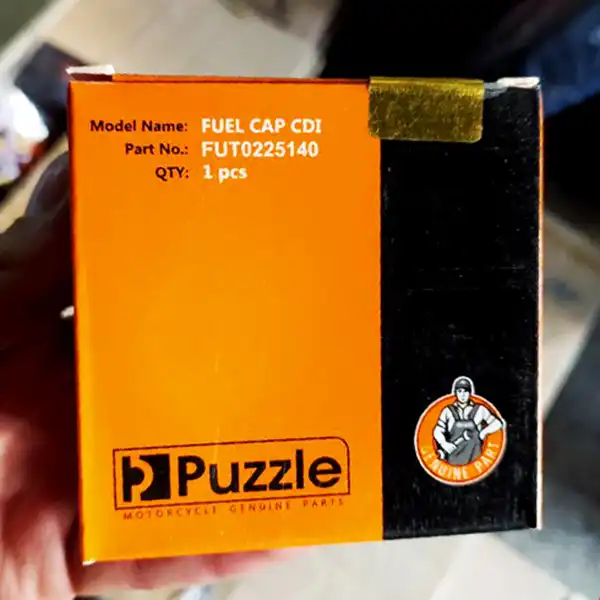 Model Name: FUEL CAP CDI
Part No.: FUT0225140
QTY: 1 pcs
Puzzle
MOTORCYCLE GENUINE PARTS
GENUINE PART